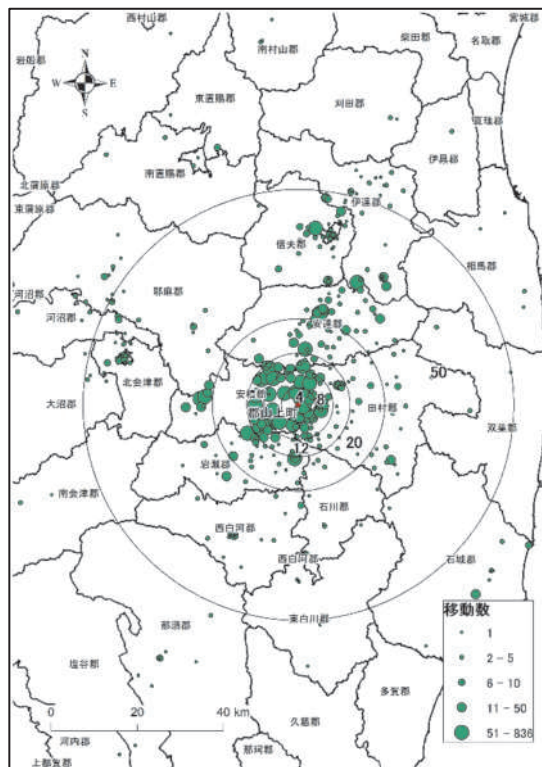 西村山郡
宮城郡
柴田郡
名取郡
岩船郡
南村山郡
N
W E
S
東置賜郡
刈田郡
亘理郡
伊具郡
南置賜郡
北蒲原郡
伊達郡
東蒲原郡
信夫郡
相馬郡
耶麻郡
河沼郡
河沼郡
安達郡
北会津郡
50
大沼郡
安積郡
4
8
田村郡
郡山上町
双葉郡
12
20
岩瀬郡
南会津郡
石川郡
西白河郡
西白河郡
石城郡
那須郡
東白川郡
移動数
1
2 - 5
6 - 10
11 - 50
51 - 836
塩谷郡
多賀郡
0 20 40 km
久慈郡
河内郡
那珂郡
上都賀郡